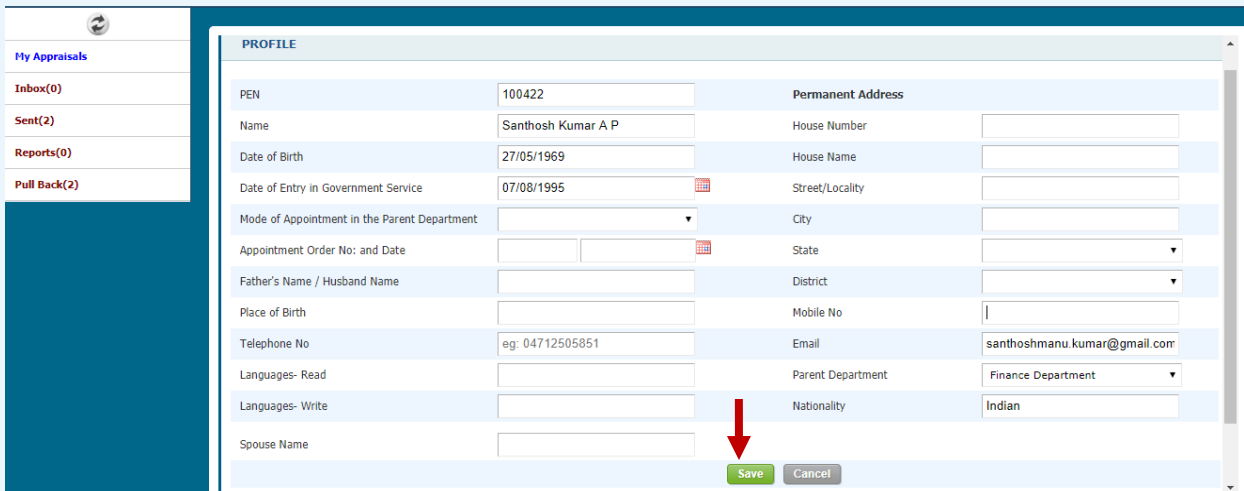 PROFILE
My Appraisals
Inbox(0)
Sent(2)
Reports(0)
Pull Back(2)
PEN 100422 Permanent Address
Name Santhosh Kumar A P House Number
Date of Birth 27/05/1969 House Name
Date of Entry in Government Service 07/08/1995 Street/Locality
Mode of Appointment in the Parent Department City
Appointment Order No: and Date State
Father's Name / Husband Name District
Place of Birth Mobile No
Telephone No eg: 04712505851 Email santhoshmanu.kumar@gmail.com
Languages- Read Parent Department Finance Department
Languages- Write Nationality Indian
Spouse Name
Save Cancel